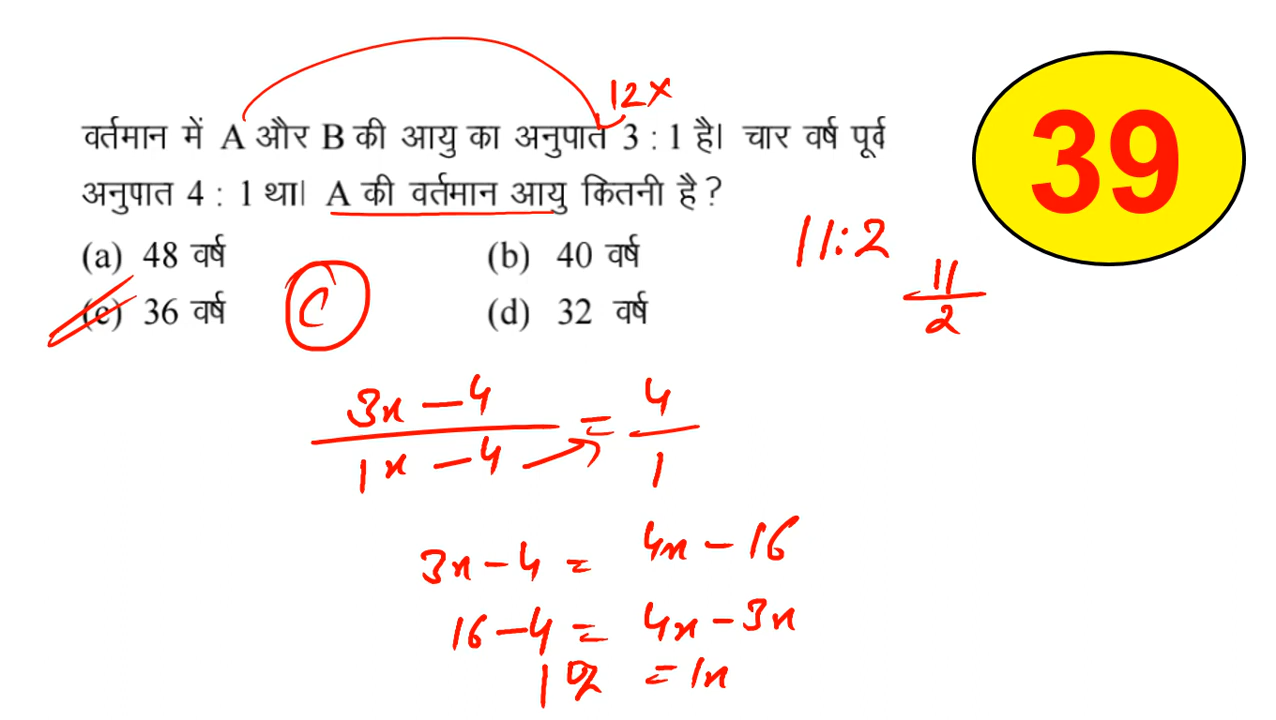 12x
वर्तमान में A और B की आयु का अनुपात 3 : 1 है। चार वर्ष पूर्व
अनुपात 4 : 1 था। A की वर्तमान आयु कितनी है ?
(a) 48 वर्ष (b) 40 वर्ष
(c) 36 वर्ष (d) 32 वर्ष
C
39
11:2
11
2
3x - 4 = 4
1x - 4 1
3x - 4 = 4x - 16
16 - 4 = 4x - 3x
12 = 1x